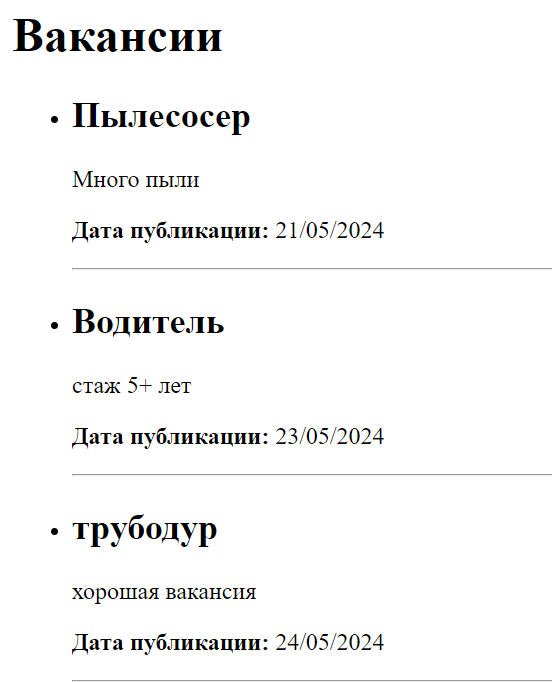 Вакансии
Пылесосер
Много пыли
Дата публикации: 21/05/2024
Водитель
стаж 5+ лет
Дата публикации: 23/05/2024
трубодур
хорошая вакансия
Дата публикации: 24/05/2024